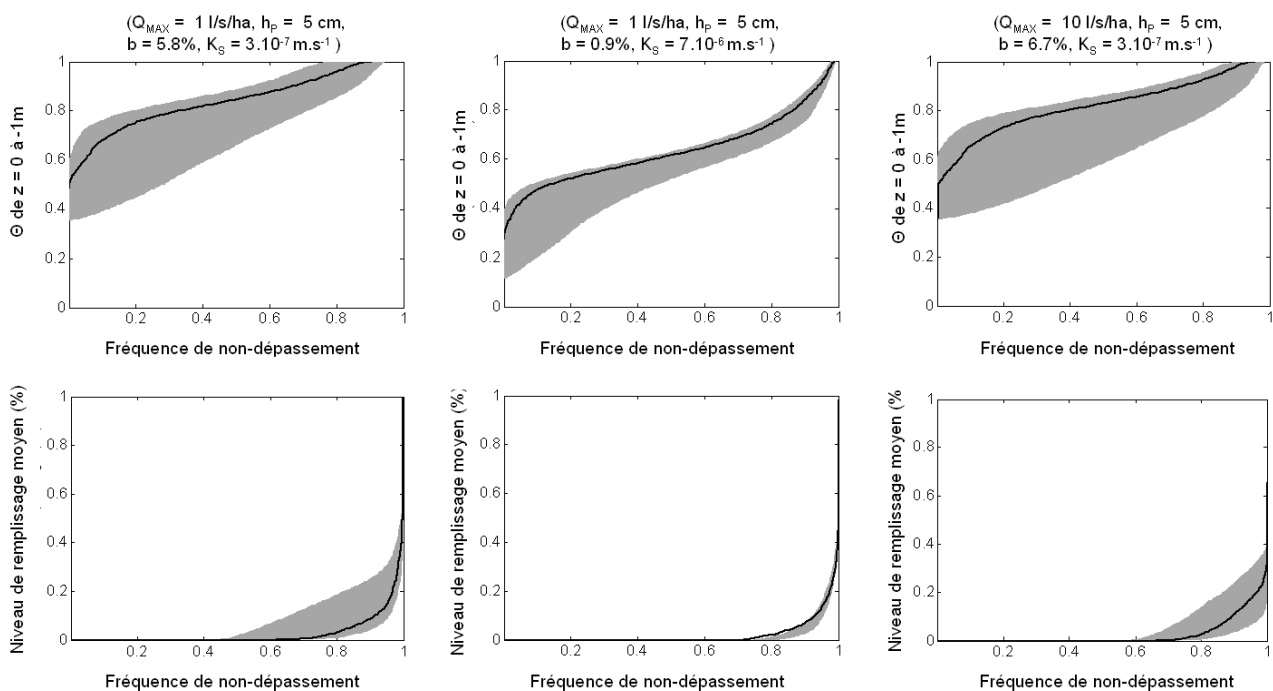 (Q_MAX = 1 l/s/ha, h_P = 5 cm,
b = 5.8%, K_S = 3.10⁻⁷ m.s⁻¹ )
Θ de z = 0 à -1m
1
0.8
0.6
0.4
0.2
0
0.2 0.4 0.6 0.8 1
Fréquence de non-dépassement
(Q_MAX = 1 l/s/ha, h_P = 5 cm,
b = 0.9%, K_S = 7.10⁻⁶ m.s⁻¹ )
Θ de z = 0 à -1m
1
0.8
0.6
0.4
0.2
0
0.2 0.4 0.6 0.8 1
Fréquence de non-dépassement
(Q_MAX = 10 l/s/ha, h_P = 5 cm,
b = 6.7%, K_S = 3.10⁻⁷ m.s⁻¹ )
Θ de z = 0 à -1m
1
0.8
0.6
0.4
0.2
0
0.2 0.4 0.6 0.8 1
Fréquence de non-dépassement
Niveau de remplissage moyen (%)
1
0.8
0.6
0.4
0.2
0
0.2 0.4 0.6 0.8 1
Fréquence de non-dépassement
Niveau de remplissage moyen (%)
1
0.8
0.6
0.4
0.2
0
0.2 0.4 0.6 0.8 1
Fréquence de non-dépassement
Niveau de remplissage moyen (%
1
0.8
0.6
0.4
0.2
0
0.2 0.4 0.6 0.8 1
Fréquence de non-dépassement